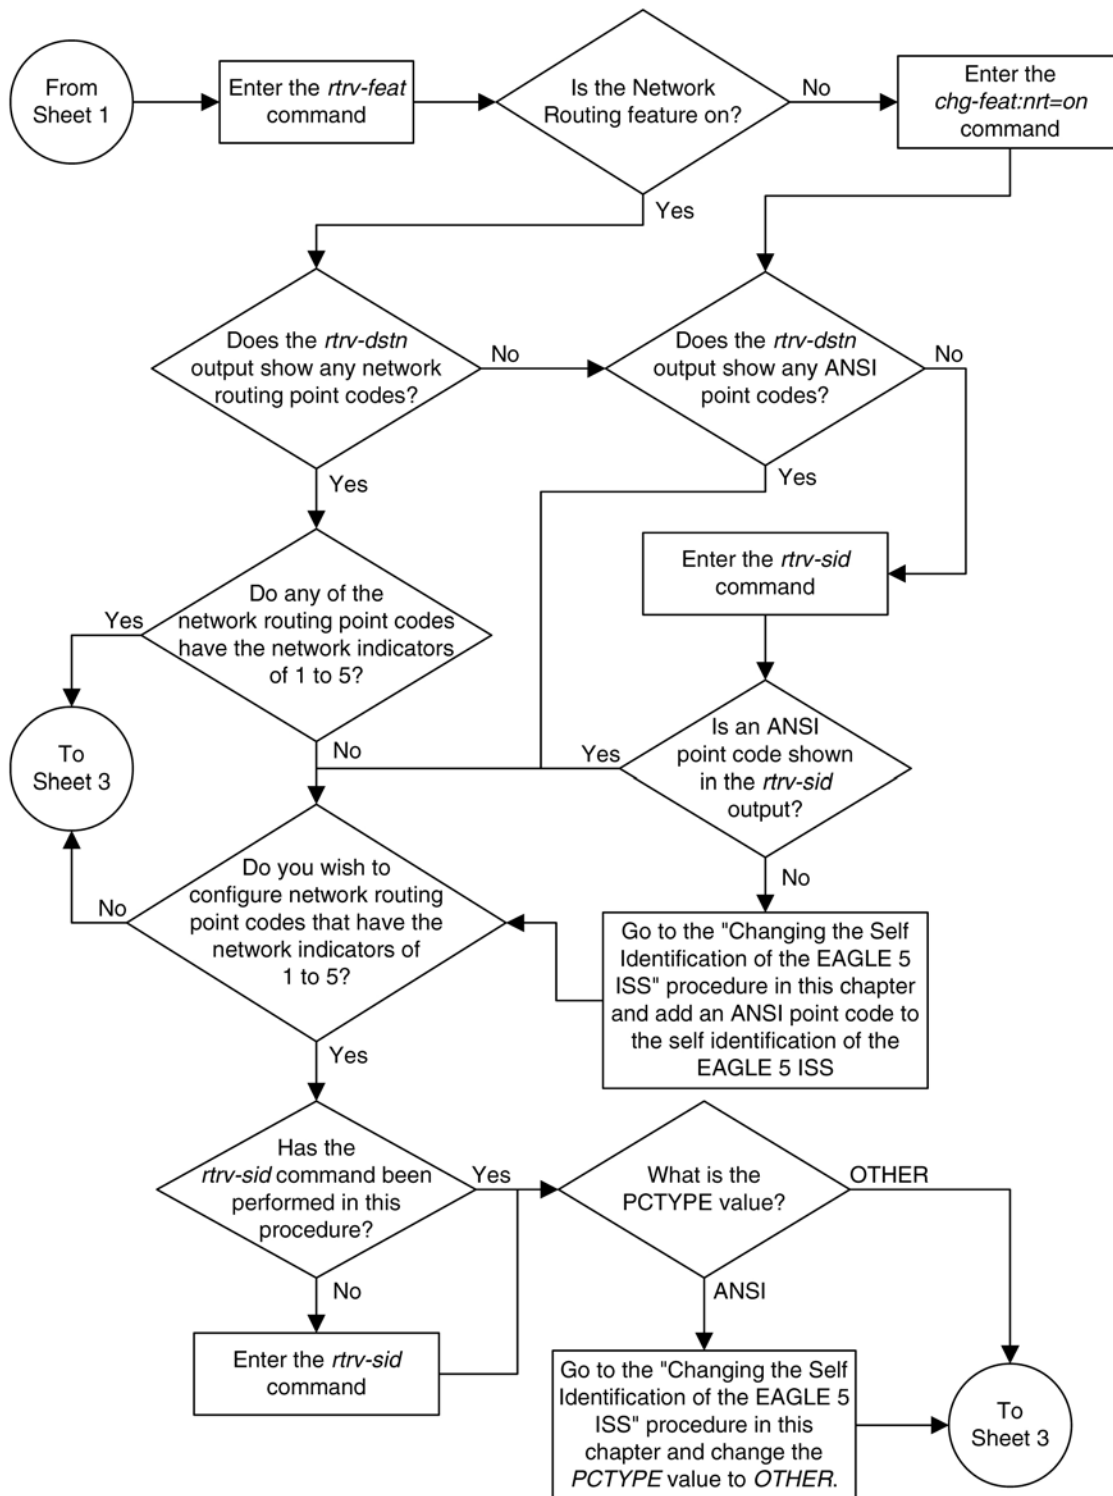 From
Sheet 1
Enter the rtrv-feat
command
Is the Network
Routing feature on?
No
Enter the
chg-feat:nrt=on
command
Yes
Does the rtrv-dstn
output show any network
routing point codes?
No
Does the rtrv-dstn
output show any ANSI
point codes?
No
Yes
Yes
Enter the rtrv-sid
command
Do any of the
network routing point codes
have the network indicators
of 1 to 5?
Yes
No
To
Sheet 3
Is an ANSI
point code shown
in the rtrv-sid
output?
Yes
No
Do you wish to
configure network routing
point codes that have the
network indicators of
1 to 5?
No
Yes
Go to the "Changing the Self
Identification of the EAGLE 5
ISS" procedure in this chapter
and add an ANSI point code to
the self identification of the
EAGLE 5 ISS
Has the
rtrv-sid command been
performed in this
procedure?
Yes
No
What is the
PCTYPE value?
OTHER
ANSI
Enter the rtrv-sid
command
Go to the "Changing the Self
Identification of the EAGLE 5
ISS" procedure in this
chapter and change the
PCTYPE value to OTHER.
To
Sheet 3